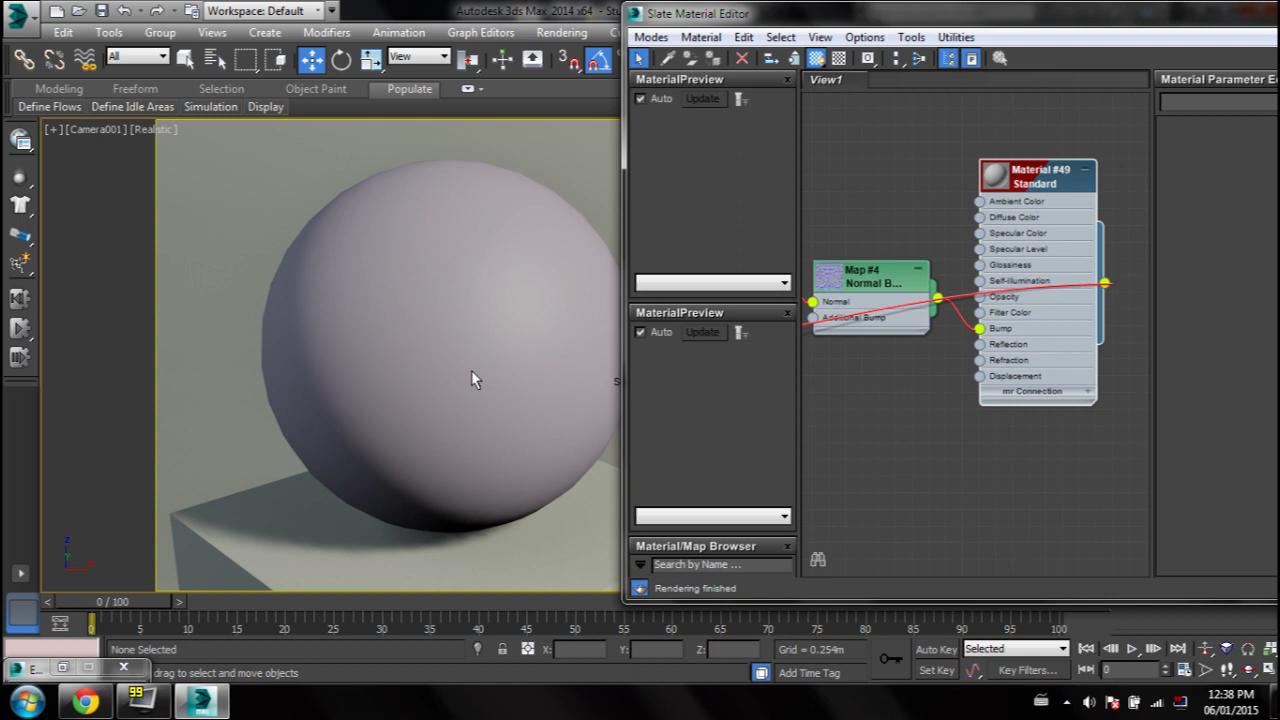 Workspace: Default
Autodesk 3ds Max 2014 x64 - Stu
Edit Tools Group Views Create Modifiers Animation Graph Editors Rendering
All
View
3
Modeling Freeform Selection Object Paint Populate
Define Flows Define Idle Areas Simulation Display
[+] [Camera001] [Realistic]
Slate Material Editor
Modes Material Edit Select View Options Tools Utilities
MaterialPreview
Auto Update
View1
Material Parameter E
Material #49
Standard
Ambient Color
Diffuse Color
Specular Color
Specular Level
Glossiness
Self-Illumination
Opacity
Filter Color
Bump
Reflection
Refraction
Displacement
mr Connection
Map #4
Normal B...
Normal
Additional Bump
MaterialPreview
Auto Update
Material/Map Browser
Search by Name ...
Rendering finished
z
y
x
< 0 / 100 >
0 5 10 15 20 25 30 35 40 45 50 55 60 65 70 75 80 85 90 95 100
None Selected X: Y: Z: Grid = 0.254m Auto Key Selected
drag to select and move objects Add Time Tag Set Key Key Filters... 0
E...
99
MAX
12:38 PM
06/01/2015